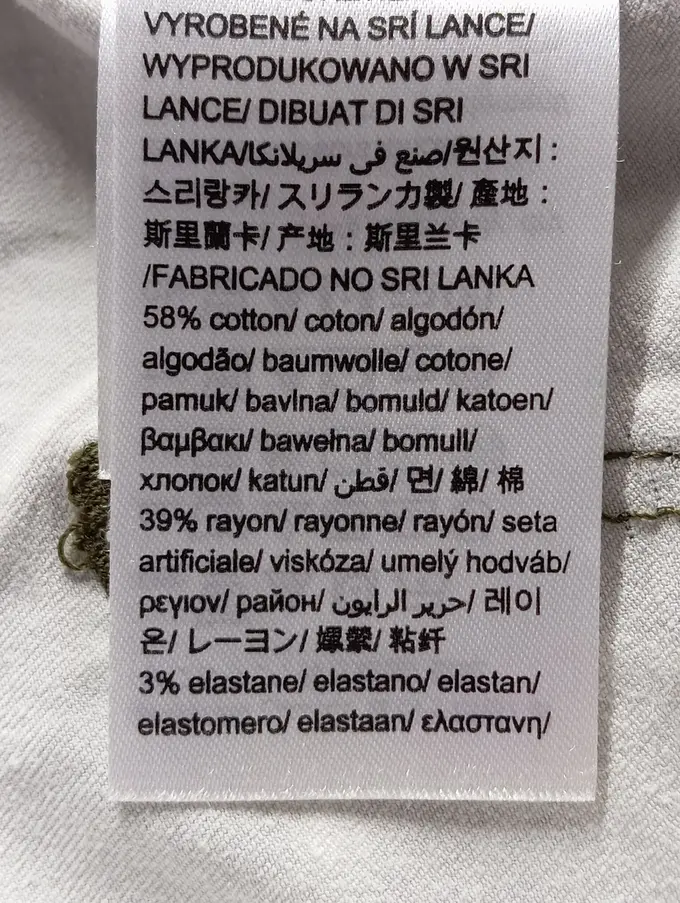 VYROBENÉ NA SRÍ LANCE/
WYPRODUKOWANO W SRI
LANCE/ DIBUAT DI SRI
LANKA/صنع في سريلانكا/원산지 :
스리랑카/ スリランカ製/ 產地 :
斯里蘭卡/ 产地 : 斯里兰卡
/FABRICADO NO SRI LANKA
58% cotton/ coton/ algodón/
algodão/ baumwolle/ cotone/
pamuk/ bavlna/ bomuld/ katoen/
βαμβακι/ bawełna/ bomull/
хлопок/ katun/ قطن/ 면/ 綿/ 棉
39% rayon/ rayonne/ rayón/ seta
artificiale/ viskóza/ umelý hodváb/
ρεγιον/ район/ حرير الرايون/ 레이
온/ レーヨン/ 嫘縈/ 粘纤
3% elastane/ elastano/ elastan/
elastomero/ elastaan/ ελαστανη/